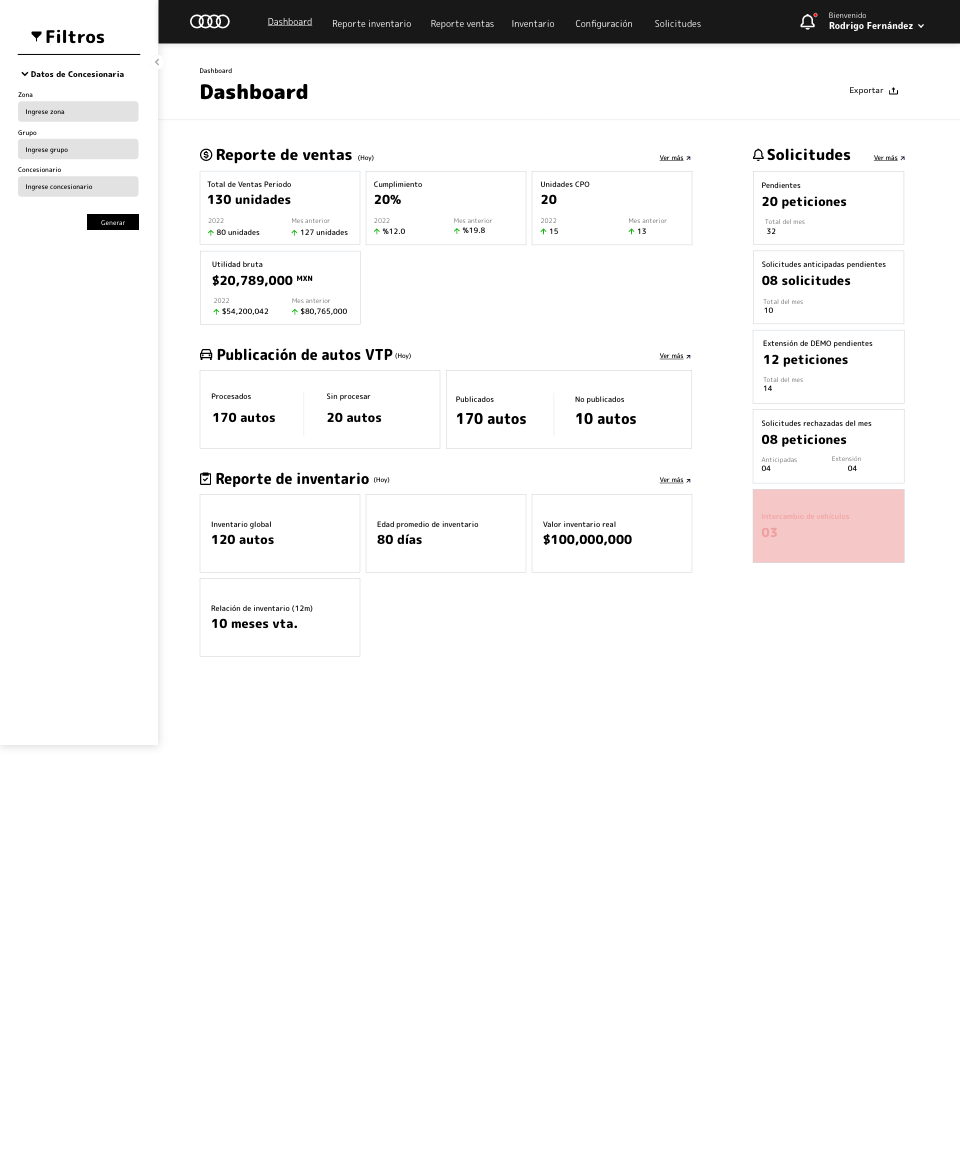 Filtros
Datos de Concesionaria
Zona
Ingrese zona
Grupo
Ingrese grupo
Concesionario
Ingrese concesionario
Generar
Dashboard
Reporte inventario
Reporte ventas
Inventario
Configuración
Solicitudes
Bienvenido
Rodrigo Fernández
Dashboard
Dashboard
Exportar
Reporte de ventas (Hoy)
Ver más
Total de Ventas Periodo
130 unidades
2022 Mes anterior
80 unidades 127 unidades
Cumplimiento
20%
2022 Mes anterior
%12.0 %19.8
Unidades CPO
20
2022 Mes anterior
15 13
Utilidad bruta
$20,789,000 MXN
2022 Mes anterior
$54,200,042 $80,765,000
Publicación de autos VTP (Hoy)
Ver más
Procesados Sin procesar
170 autos 20 autos
Publicados No publicados
170 autos 10 autos
Reporte de inventario (Hoy)
Ver más
Inventario global
120 autos
Edad promedio de inventario
80 días
Valor inventario real
$100,000,000
Relación de inventario (12m)
10 meses vta.
Solicitudes
Ver más
Pendientes
20 peticiones
Total del mes
32
Solicitudes anticipadas pendientes
08 solicitudes
Total del mes
10
Extensión de DEMO pendientes
12 peticiones
Total del mes
14
Solicitudes rechazadas del mes
08 peticiones
Anticipadas Extensión
04 04
Intercambio de vehículos
03